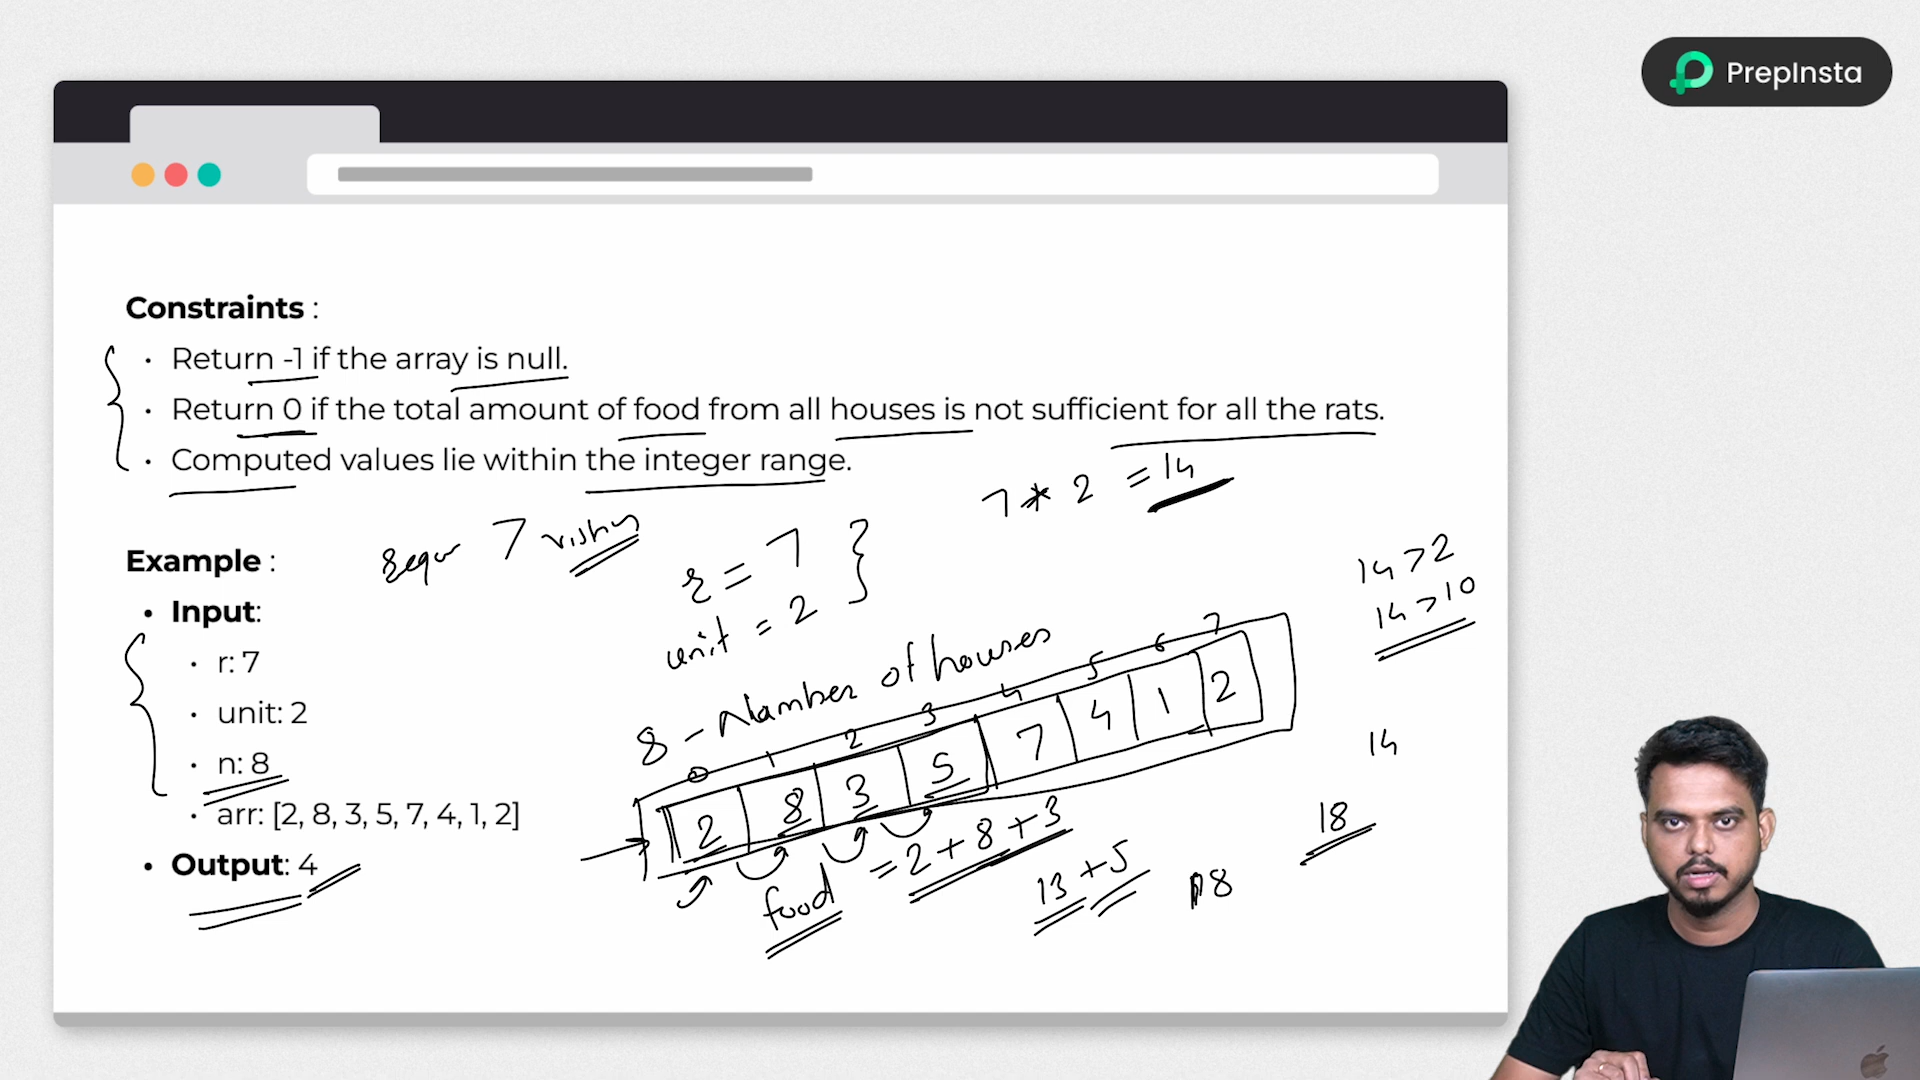 PrepInsta
Constraints :
• Return -1 if the array is null.
• Return 0 if the total amount of food from all houses is not sufficient for all the rats.
• Computed values lie within the integer range.
7 * 2 = 14
Example :
7
r = 7
unit = 2
14 > 2
14 > 10
• Input:
• r: 7
• unit: 2
• n: 8
• arr: [2, 8, 3, 5, 7, 4, 1, 2]
• Output: 4
8 - Number of houses
0 1 2 3 4 5 6 7
2 8 3 5 7 4 1 2
14
18
food = 2 + 8 + 3
13 + 5
18